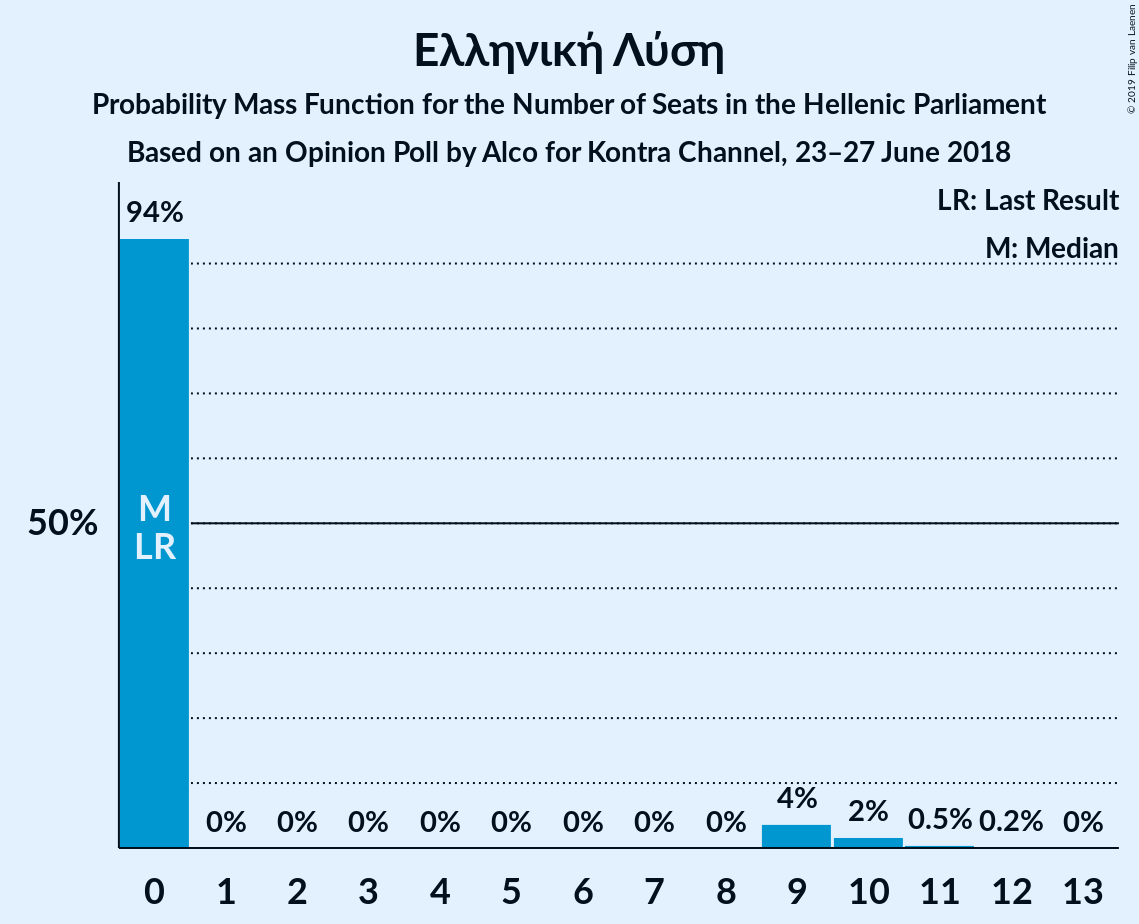 Ελληνική Λύση
Probability Mass Function for the Number of Seats in the Hellenic Parliament
Based on an Opinion Poll by Alco for Kontra Channel, 23–27 June 2018
© 2019 Filip van Laenen
LR: Last Result
M: Median
94%
50%
M
LR
0% 0% 0% 0% 0% 0% 0% 0% 4% 2% 0.5% 0.2% 0%
0 1 2 3 4 5 6 7 8 9 10 11 12 13